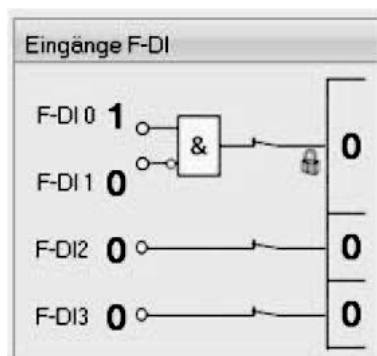 Eingänge F-DI
F-DI 0 1
&
0
F-DI 1 0
F-DI2 0 0
F-DI3 0 0